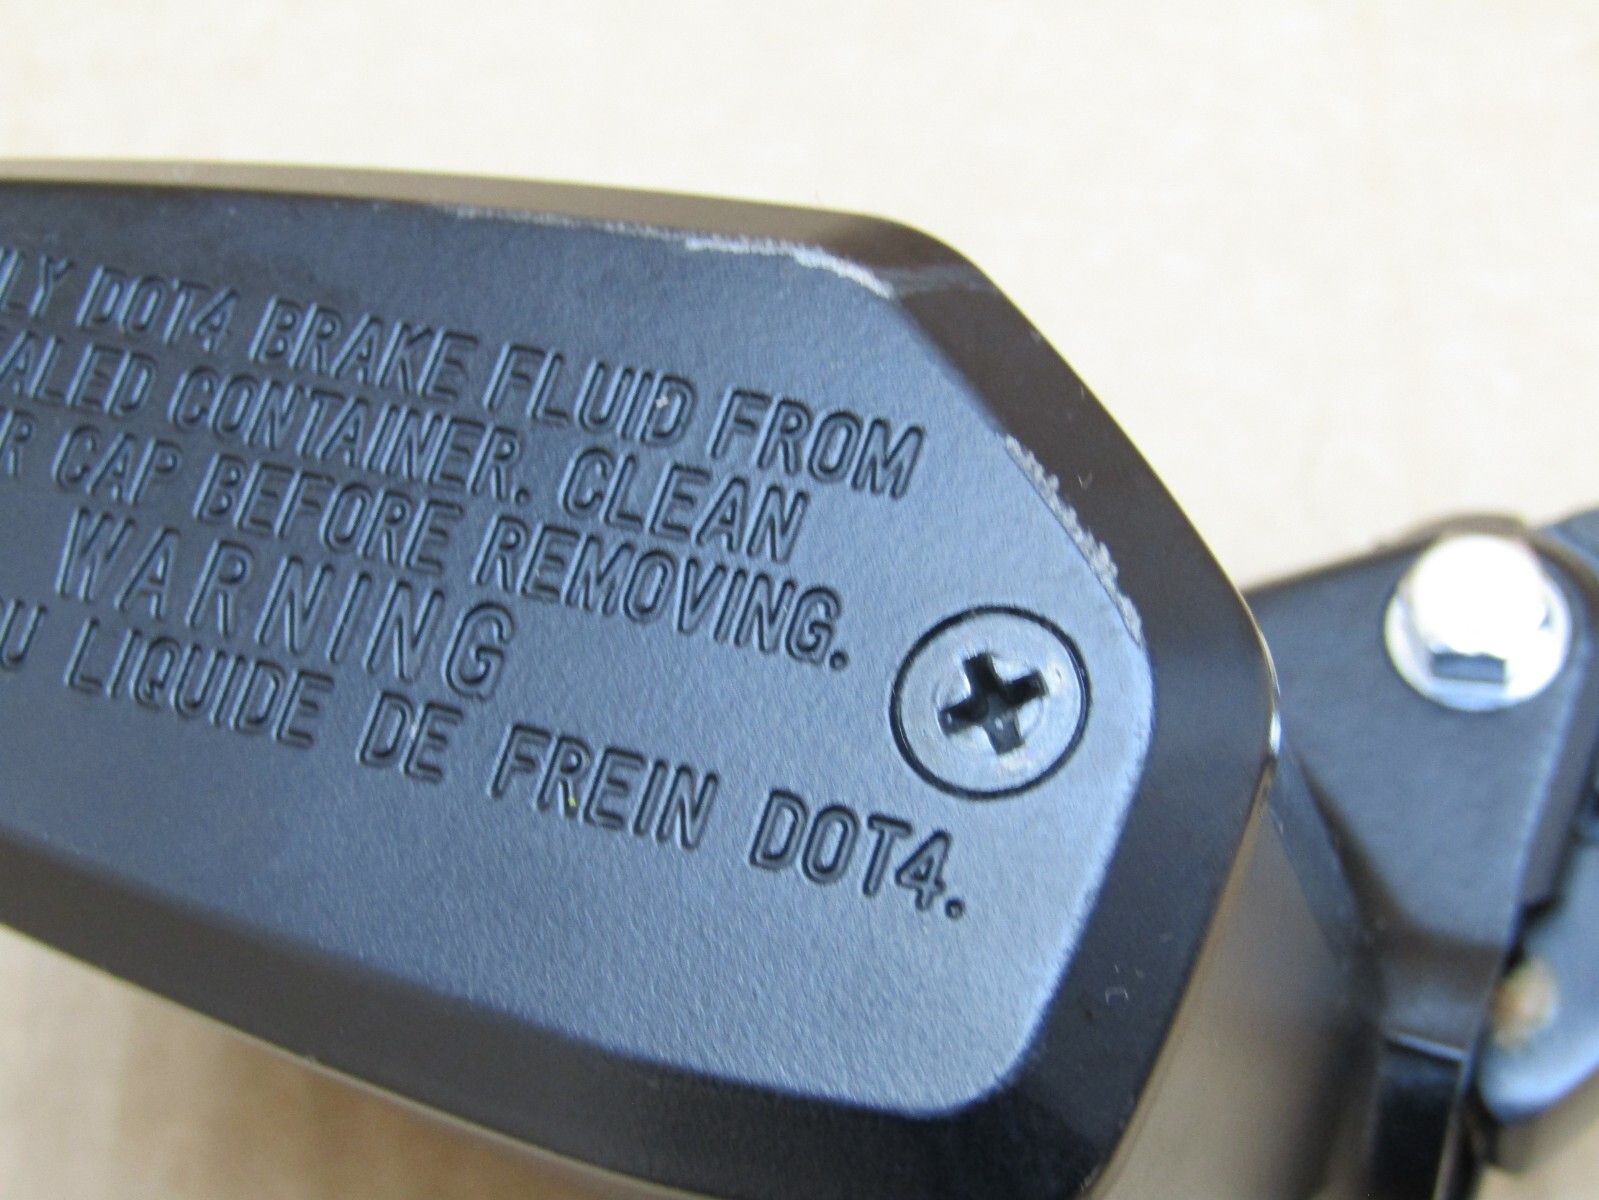 DOT4 BRAKE FLUID FROM
CONTAINER. CLEAN
CAP BEFORE REMOVING.
WARNING
LIQUIDE DE FREIN DOT4.